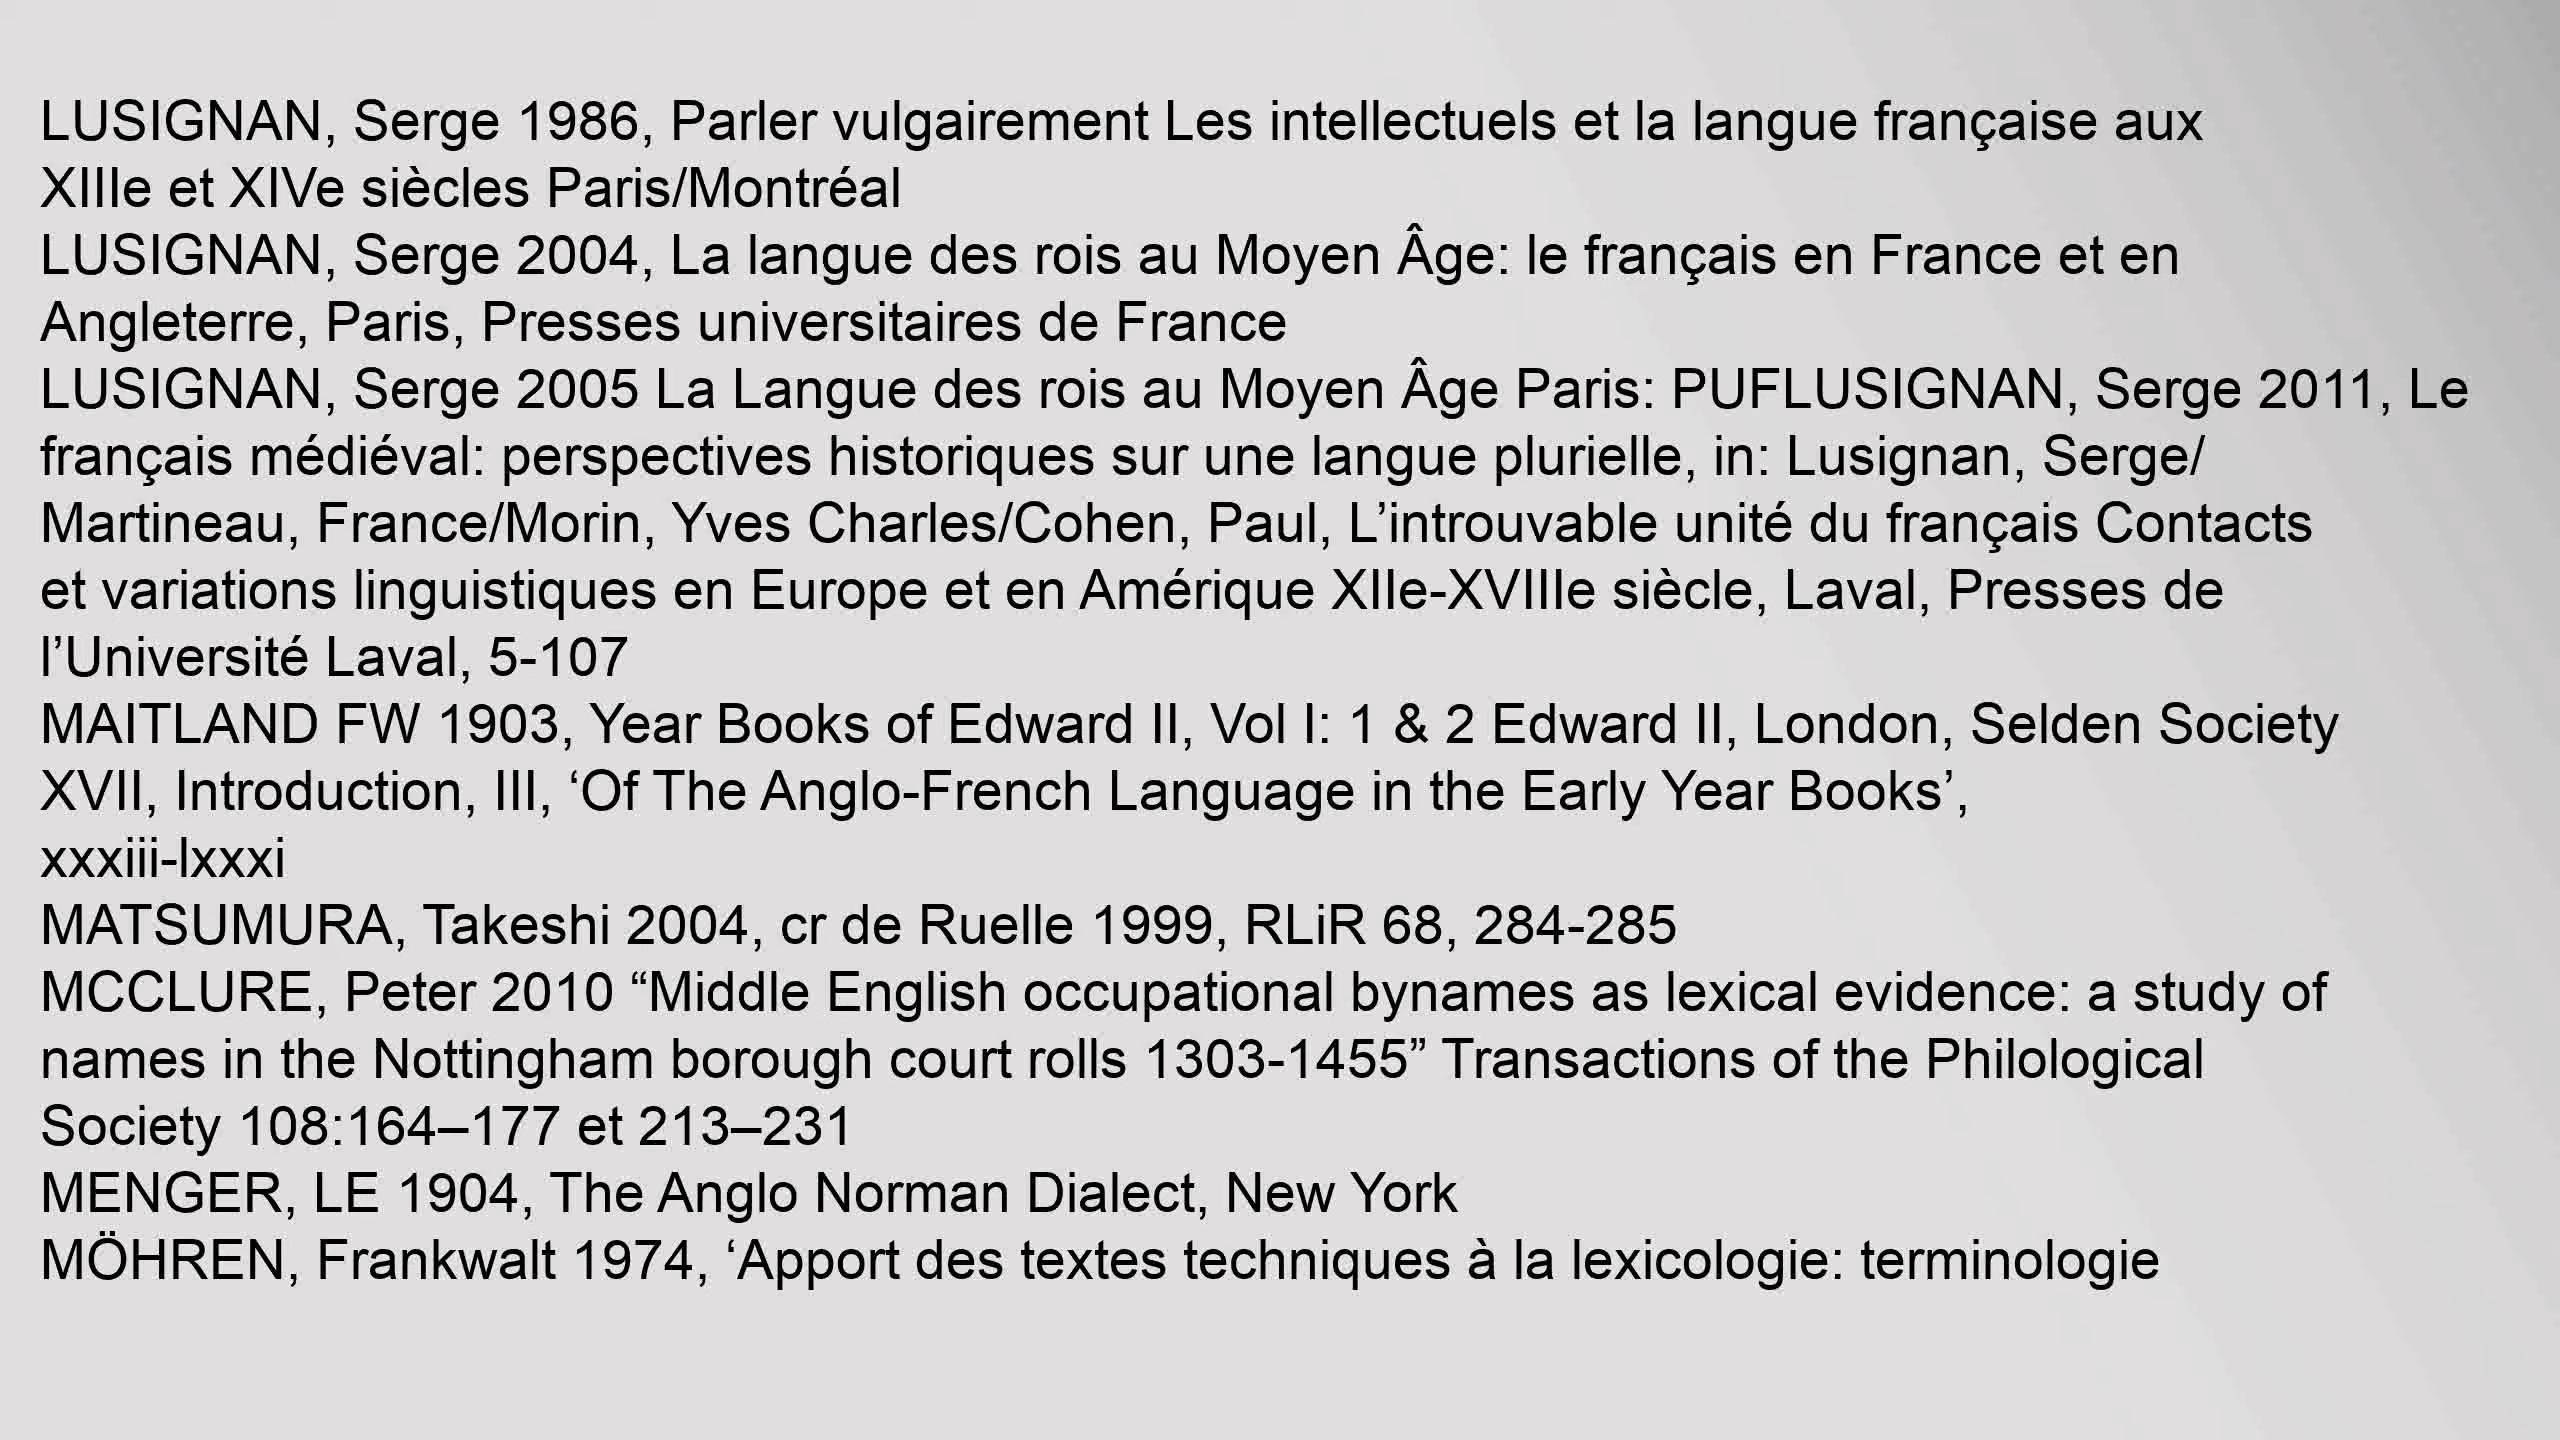 LUSIGNAN, Serge 1986, Parler vulgairement Les intellectuels et la langue française aux
XIIIe et XIVe siècles Paris/Montréal
LUSIGNAN, Serge 2004, La langue des rois au Moyen Âge: le français en France et en
Angleterre, Paris, Presses universitaires de France
LUSIGNAN, Serge 2005 La Langue des rois au Moyen Âge Paris: PUFLUSIGNAN, Serge 2011, Le
français médiéval: perspectives historiques sur une langue plurielle, in: Lusignan, Serge/
Martineau, France/Morin, Yves Charles/Cohen, Paul, L’introuvable unité du français Contacts
et variations linguistiques en Europe et en Amérique XIIe-XVIIIe siècle, Laval, Presses de
l’Université Laval, 5-107
MAITLAND FW 1903, Year Books of Edward II, Vol I: 1 & 2 Edward II, London, Selden Society
XVII, Introduction, III, ‘Of The Anglo-French Language in the Early Year Books’,
xxxiii-lxxxi
MATSUMURA, Takeshi 2004, cr de Ruelle 1999, RLiR 68, 284-285
MCCLURE, Peter 2010 “Middle English occupational bynames as lexical evidence: a study of
names in the Nottingham borough court rolls 1303-1455” Transactions of the Philological
Society 108:164–177 et 213–231
MENGER, LE 1904, The Anglo Norman Dialect, New York
MÖHREN, Frankwalt 1974, ‘Apport des textes techniques à la lexicologie: terminologie